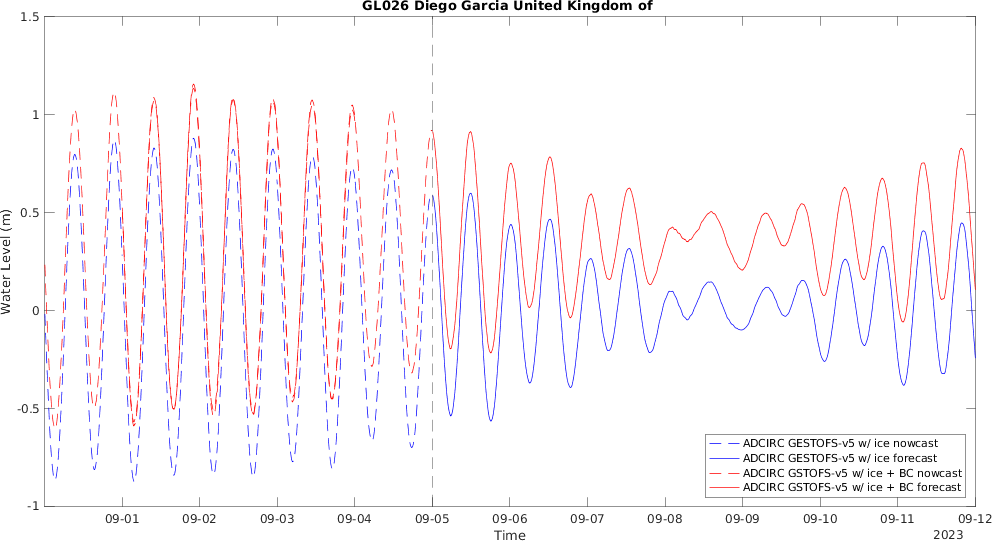 GL026 Diego Garcia United Kingdom of
1.5
1
0.5
0
-0.5
-1
Water Level (m)
09-01 09-02 09-03 09-04 09-05 09-06 09-07 09-08 09-09 09-10 09-11 09-12
Time
2023
ADCIRC GESTOFS-v5 w/ ice nowcast
ADCIRC GESTOFS-v5 w/ ice forecast
ADCIRC GSTOFS-v5 w/ ice + BC nowcast
ADCIRC GSTOFS-v5 w/ ice + BC forecast